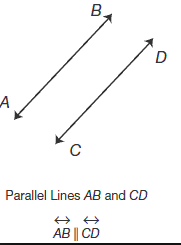 B
D
A
C
Parallel Lines AB and CD
↔ ↔
AB ∥ CD